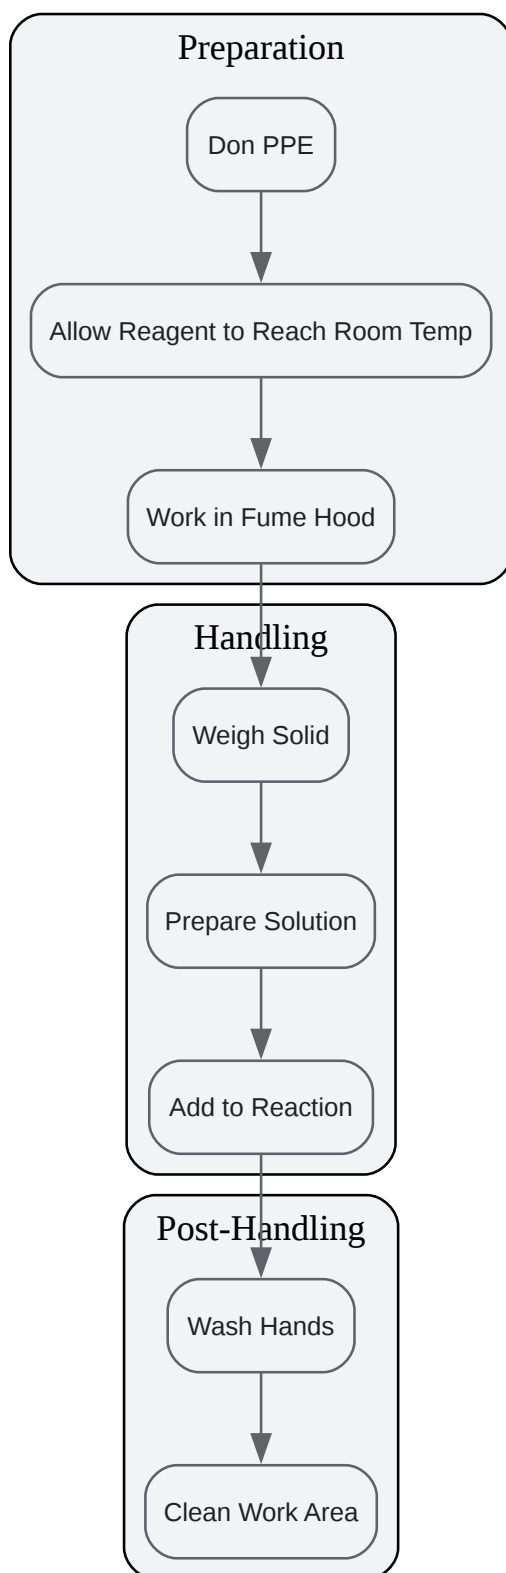 Preparation
Don PPE
Allow Reagent to Reach Room Temp
Work in Fume Hood
Handling
Weigh Solid
Prepare Solution
Add to Reaction
Post-Handling
Wash Hands
Clean Work Area